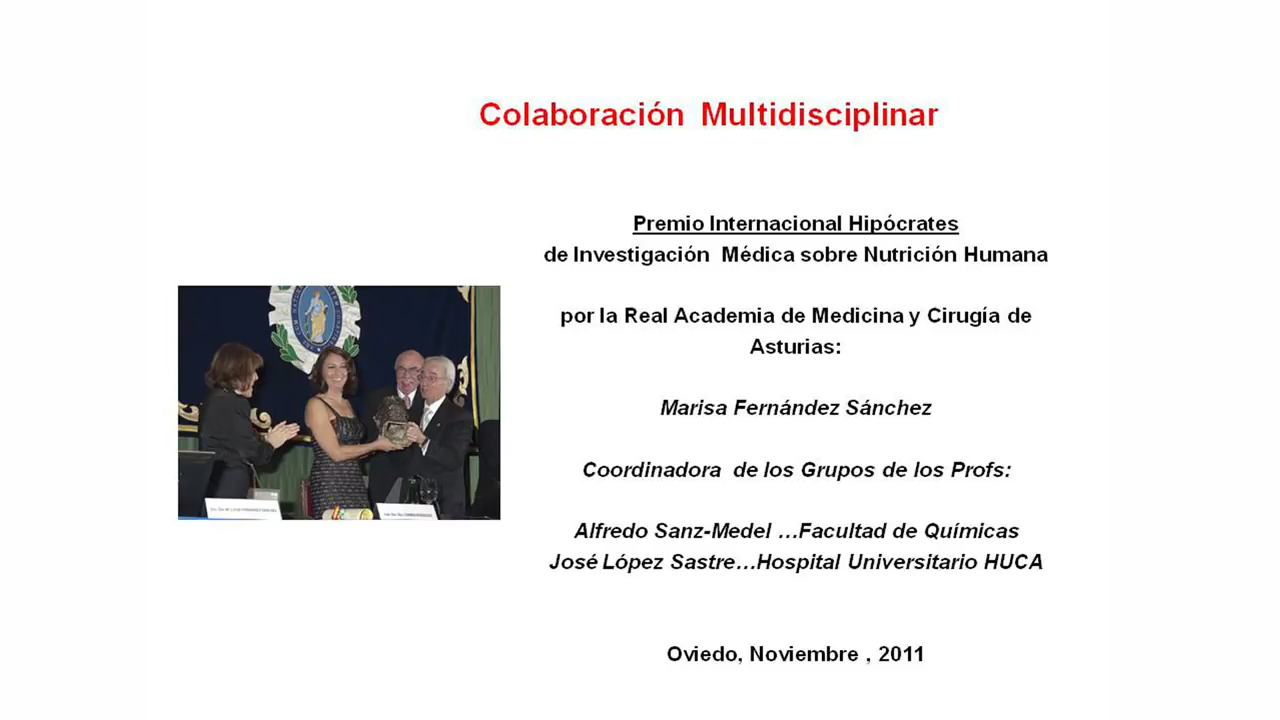 Colaboración Multidisciplinar
Premio Internacional Hipócrates
de Investigación Médica sobre Nutrición Humana
por la Real Academia de Medicina y Cirugía de
Asturias:
Marisa Fernández Sánchez
Coordinadora de los Grupos de los Profs:
Alfredo Sanz-Medel ...Facultad de Químicas
José López Sastre...Hospital Universitario HUCA
Oviedo, Noviembre , 2011